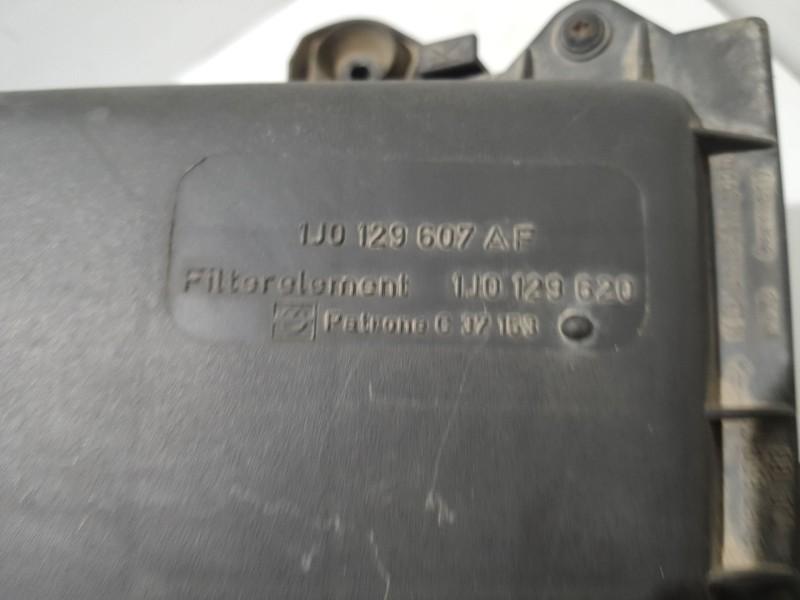 1J0 129 607 AF
Filterelement 1J0 129 620
Patrone C 37 153